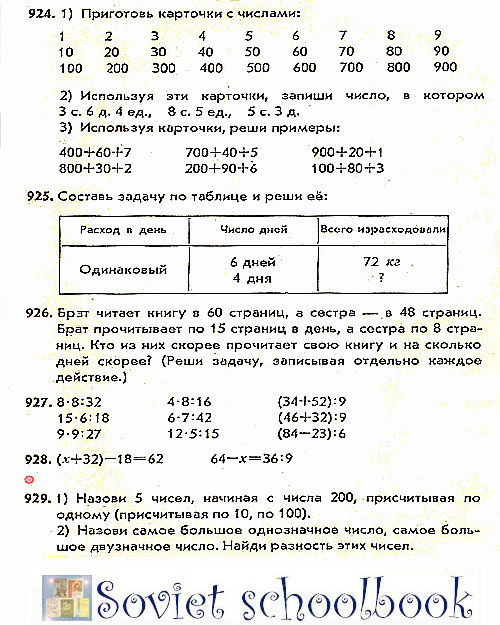 924. 1) Приготовь карточки с числами:
1 2 3 4 5 6 7 8 9
10 20 30 40 50 60 70 80 90
100 200 300 400 500 600 700 800 900
2) Используя эти карточки, запиши число, в котором
3 с. 6 д. 4 ед., 8 с. 5 ед., 5 с. 3 д.
3) Используя карточки, реши примеры:
400+60+7 700+40+5 900+20+1
800+30+2 200+90+6 100+80+3
925. Составь задачу по таблице и реши её:
Расход в день Число дней Всего израсходовали
Одинаковый 6 дней 72 кг
4 дня ?
926. Брат читает книгу в 60 страниц, а сестра — в 48 страниц.
Брат прочитывает по 15 страниц в день, а сестра по 8 стра-
ниц. Кто из них скорее прочитает свою книгу и на сколько
дней скорее? (Реши задачу, записывая отдельно каждое
действие.)
927. 8·8:32 4·8:16 (34+52):9
15·6:18 6·7:42 (46+32):9
9·9:27 12·5:15 (84−23):6
928. (x+32)−18=62 64−x=36:9
929. 1) Назови 5 чисел, начиная с числа 200, присчитывая по
одному (присчитывая по 10, по 100).
2) Назови самое большое однозначное число, самое боль-
шое двузначное число. Найди разность этих чисел.
Soviet schoolbook